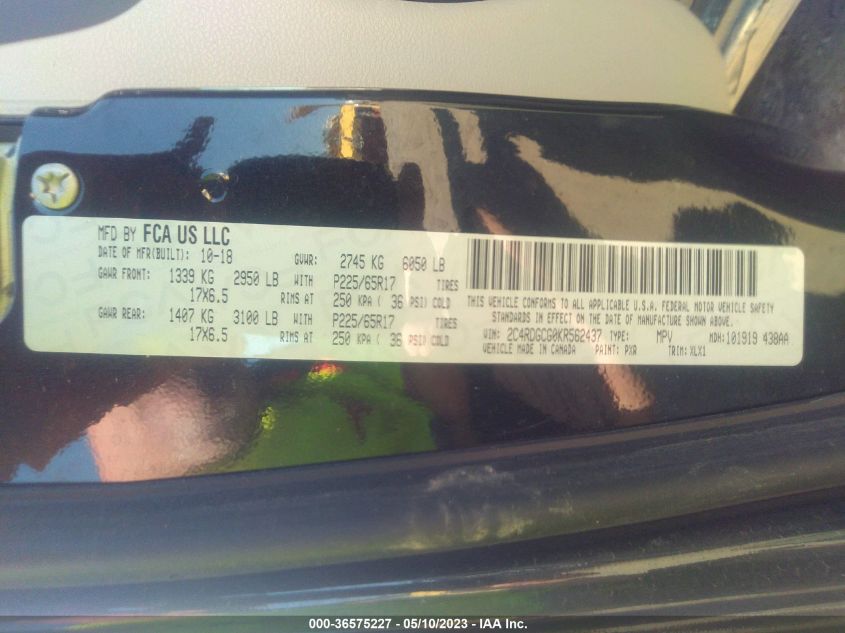 MFD BY FCA US LLC
DATE OF MFR(BUILT): 10-18 GVWR: 2745 KG 6050 LB
GAWR FRONT: 1339 KG 2950 LB WITH P225/65R17 TIRES
17X6.5 RIMS AT 250 KPA ( 36 PSI) COLD
GAWR REAR: 1407 KG 3100 LB WITH P225/65R17 TIRES
17X6.5 RIMS AT 250 KPA ( 36 PSI) COLD
THIS VEHICLE CONFORMS TO ALL APPLICABLE U.S.A. FEDERAL MOTOR VEHICLE SAFETY
STANDARDS IN EFFECT ON THE DATE OF MANUFACTURE SHOWN ABOVE.
VIN: 2C4RDGCG0KR562437 TYPE: MPV MDH:101919 438AA
VEHICLE MADE IN CANADA PAINT: PXR TRIM:XLX1
000-36575227 - 05/10/2023 - IAA Inc.